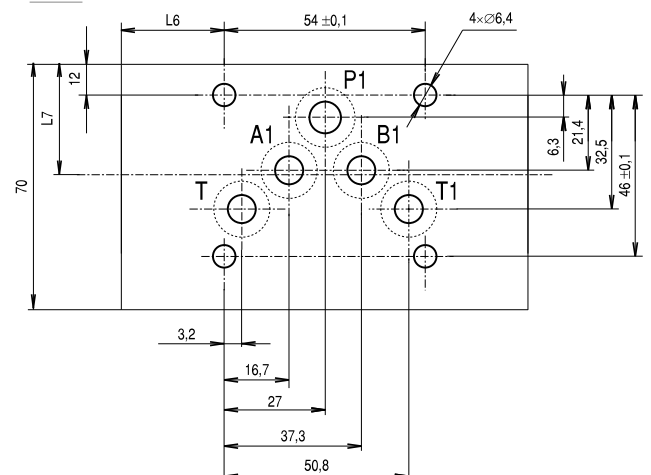 L6
54 ±0,1
4×∅6,4
12
L7
70
P1
A1
B1
T
T1
6,3
21,4
32,5
46 ±0,1
3,2
16,7
27
37,3
50,8